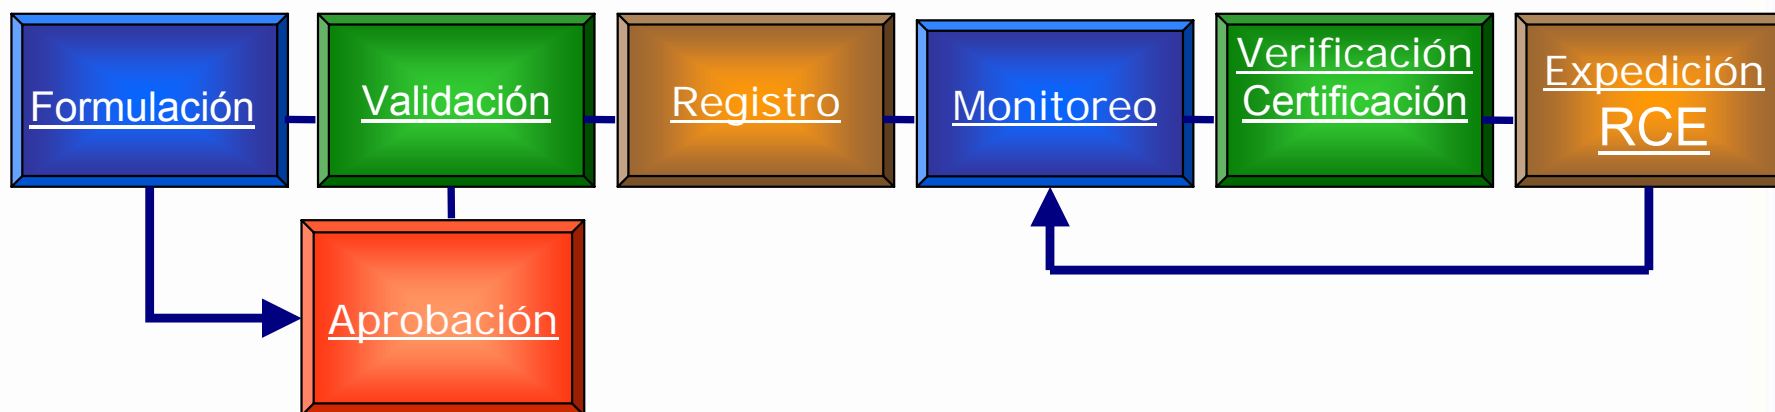 Formulación
Validación
Registro
Monitoreo
Verificación
Certificación
Expedición
RCE
Aprobación